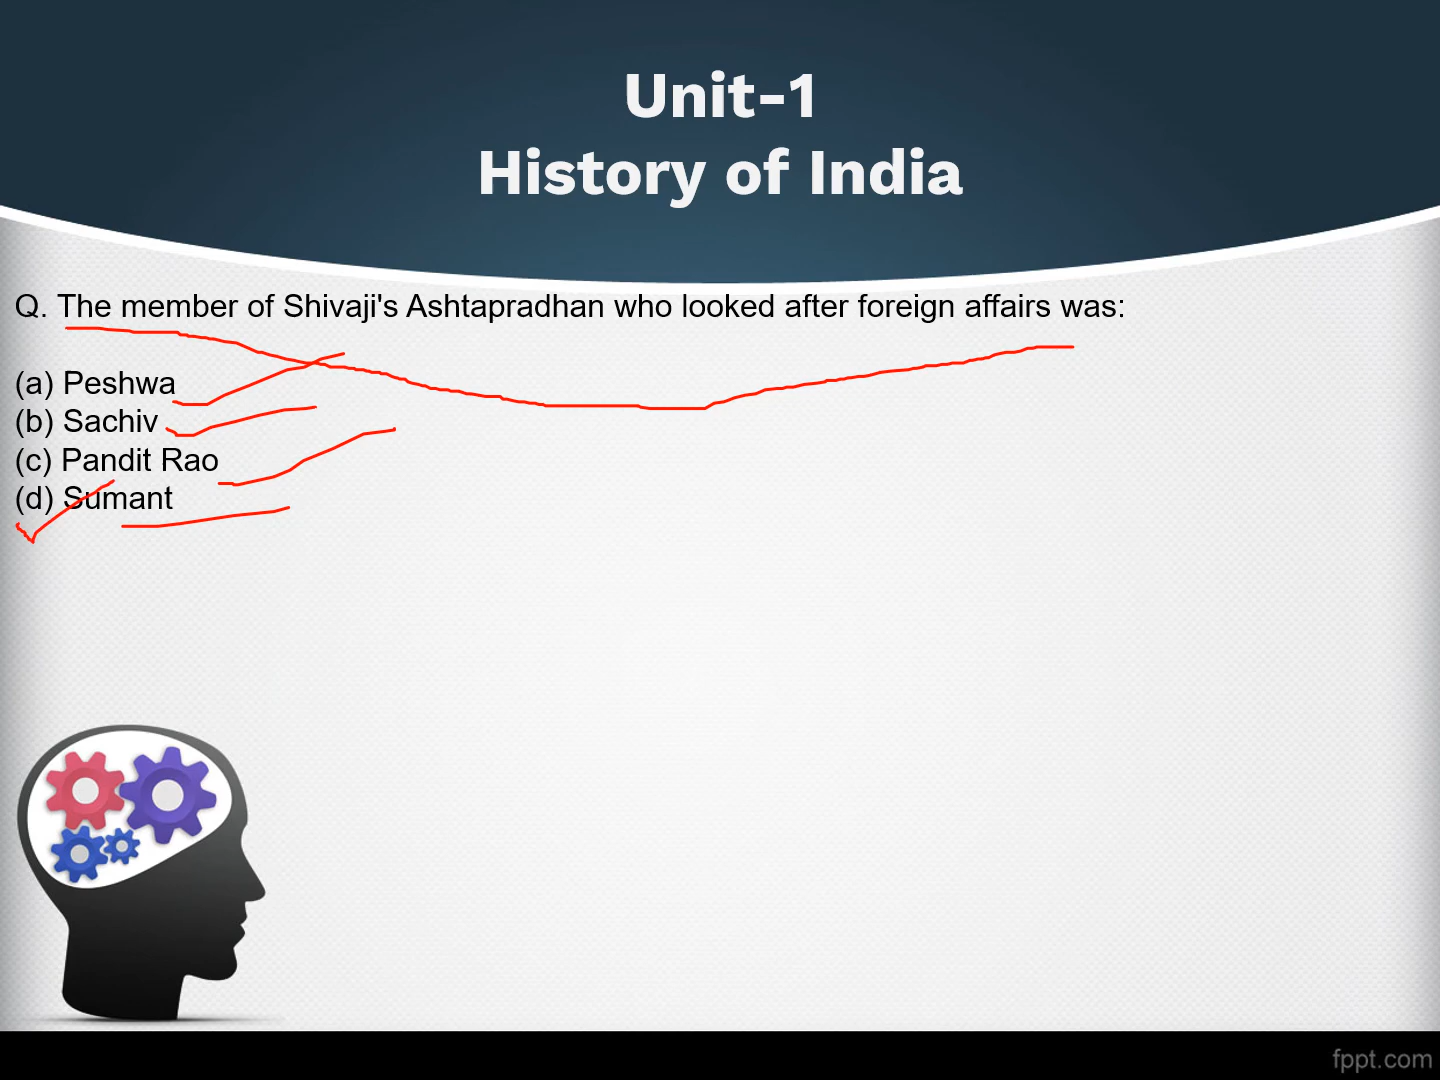 Unit-1
History of India
Q. The member of Shivaji's Ashtapradhan who looked after foreign affairs was:
(a) Peshwa
(b) Sachiv
(c) Pandit Rao
(d) Sumant
fppt.com